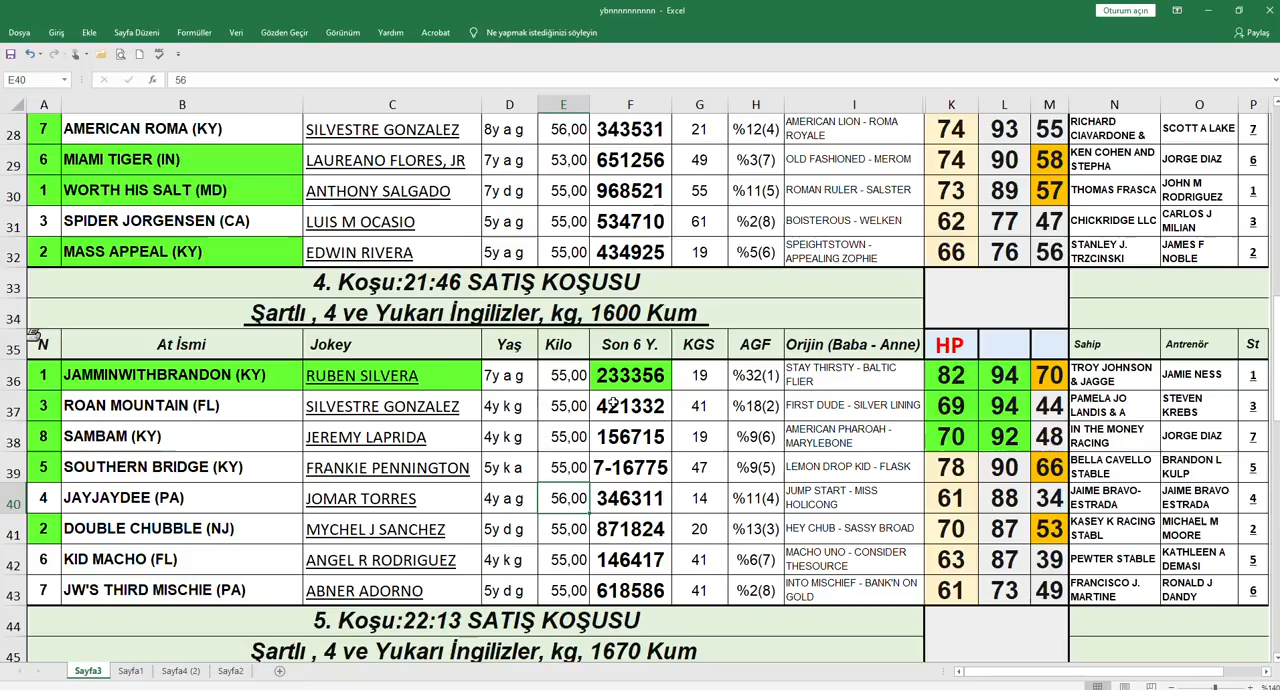 ybnnnnnnnnnn - Excel
Oturum açın
Dosya Giriş Ekle Sayfa Düzeni Formüller Veri Gözden Geçir Görünüm Yardım Acrobat Ne yapmak istediğinizi söyleyin Paylaş
E40 fx 56
A B C D E F G H I K L M N O P
28 7 AMERICAN ROMA (KY) SILVESTRE GONZALEZ 8y a g 56,00 343531 21 %12(4) AMERICAN LION - ROMA ROYALE 74 93 55 RICHARD CIAVARDONE & SCOTT A LAKE 7
29 6 MIAMI TIGER (IN) LAUREANO FLORES, JR 7y a g 53,00 651256 49 %3(7) OLD FASHIONED - MEROM 74 90 58 KEN COHEN AND STEPHA JORGE DIAZ 6
30 1 WORTH HIS SALT (MD) ANTHONY SALGADO 7y d g 55,00 968521 55 %11(5) ROMAN RULER - SALSTER 73 89 57 THOMAS FRASCA JOHN M RODRIGUEZ 1
31 3 SPIDER JORGENSEN (CA) LUIS M OCASIO 5y a g 55,00 534710 61 %2(8) BOISTEROUS - WELKEN 62 77 47 CHICKRIDGE LLC CARLOS J MILIAN 3
32 2 MASS APPEAL (KY) EDWIN RIVERA 5y a g 55,00 434925 19 %5(6) SPEIGHTSTOWN - APPEALING ZOPHIE 66 76 56 STANLEY J. TRZCINSKI JAMES F NOBLE 2
33 4. Koşu:21:46 SATIŞ KOŞUSU
34 Şartlı , 4 ve Yukarı İngilizler, kg, 1600 Kum
35 N At İsmi Jokey Yaş Kilo Son 6 Y. KGS AGF Orijin (Baba - Anne) HP Sahip Antrenör St
36 1 JAMMINWITHBRANDON (KY) RUBEN SILVERA 7y a g 55,00 233356 19 %32(1) STAY THIRSTY - BALTIC FLIER 82 94 70 TROY JOHNSON & JAGGE JAMIE NESS 1
37 3 ROAN MOUNTAIN (FL) SILVESTRE GONZALEZ 4y k g 55,00 421332 41 %18(2) FIRST DUDE - SILVER LINING 69 94 44 PAMELA JO LANDIS & A STEVEN KREBS 3
38 8 SAMBAM (KY) JEREMY LAPRIDA 4y k g 55,00 156715 19 %9(6) AMERICAN PHAROAH - MARYLEBONE 70 92 48 IN THE MONEY RACING JORGE DIAZ 7
39 5 SOUTHERN BRIDGE (KY) FRANKIE PENNINGTON 5y k a 55,00 7-16775 47 %9(5) LEMON DROP KID - FLASK 78 90 66 BELLA CAVELLO STABLE BRANDON L KULP 5
40 4 JAYJAYDEE (PA) JOMAR TORRES 4y a g 56,00 346311 14 %11(4) JUMP START - MISS HOLICONG 61 88 34 JAIME BRAVO-ESTRADA JAIME BRAVO ESTRADA 4
41 2 DOUBLE CHUBBLE (NJ) MYCHEL J SANCHEZ 5y d g 55,00 871824 20 %13(3) HEY CHUB - SASSY BROAD 70 87 53 KASEY K RACING STABL MICHAEL M MOORE 2
42 6 KID MACHO (FL) ANGEL R RODRIGUEZ 4y k g 55,00 146417 41 %6(7) MACHO UNO - CONSIDER THESOURCE 63 87 39 PEWTER STABLE KATHLEEN A DEMASI 5
43 7 JW'S THIRD MISCHIE (PA) ABNER ADORNO 5y d g 55,00 618586 41 %2(8) INTO MISCHIEF - BANK'N ON GOLD 61 73 49 FRANCISCO J. MARTINE RONALD J DANDY 6
44 5. Koşu:22:13 SATIŞ KOŞUSU
45 Şartlı , 4 ve Yukarı İngilizler, kg, 1670 Kum
Sayfa3 Sayfa1 Sayfa4 (2) Sayfa2
%140